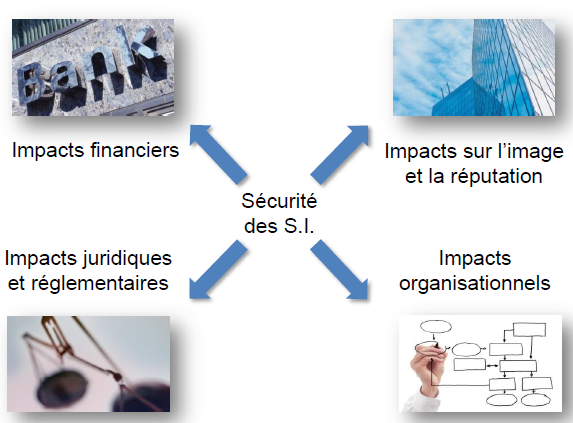 Bank
Impacts financiers
Impacts sur l'image
et la réputation
Sécurité
des S.I.
Impacts juridiques
et réglementaires
Impacts
organisationnels